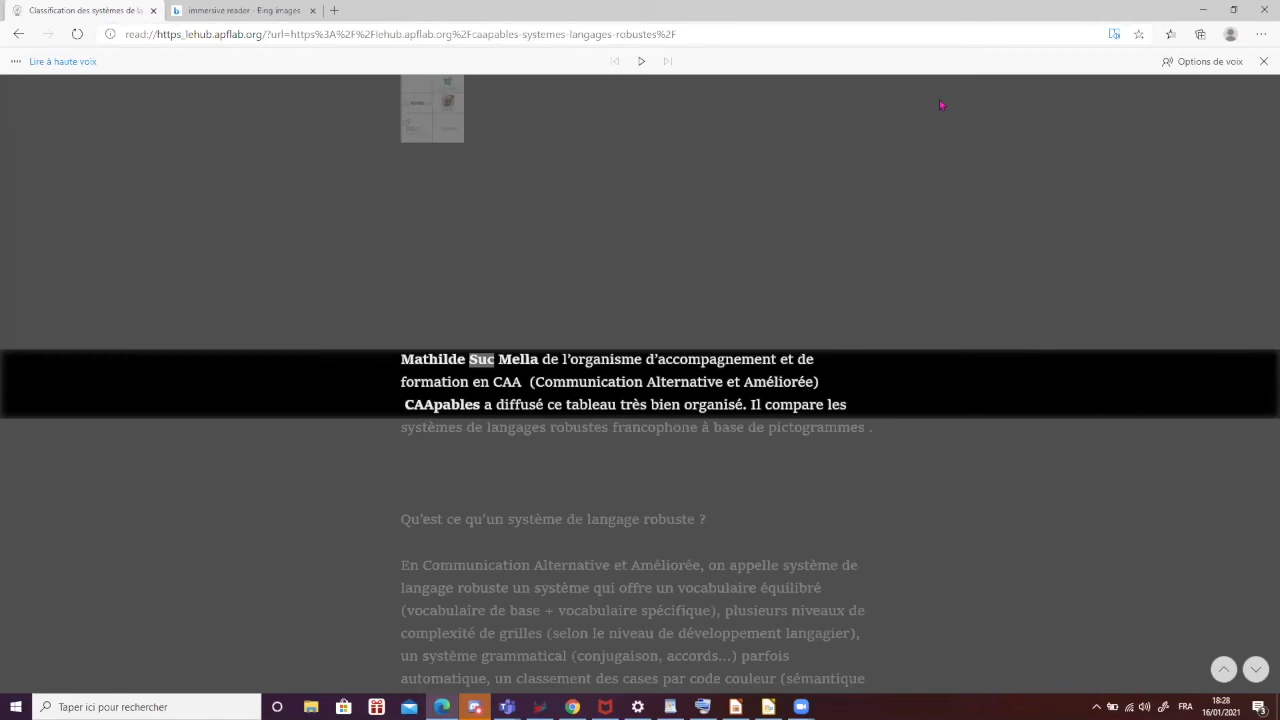 Classification des systèmes de la
immersive reader - Bing images
read://https_lehub.apflab.org/?url=https%3A%2F%2Flehub.apflab.org%2Fcaapables-systemes-langages-robustes%2F
Lire à haute voix
Options de voix
Mathilde Suc Mella de l’organisme d’accompagnement et de
formation en CAA (Communication Alternative et Améliorée)
CAApables a diffusé ce tableau très bien organisé. Il compare les
systèmes de langages robustes francophone à base de pictogrammes .
Qu’est ce qu’un système de langage robuste ?
En Communication Alternative et Améliorée, on appelle système de
langage robuste un système qui offre un vocabulaire équilibré
(vocabulaire de base + vocabulaire spécifique), plusieurs niveaux de
complexité de grilles (selon le niveau de développement langagier),
un système grammatical (conjugaison, accords…) parfois
automatique, un classement des cases par code couleur (sémantique
Taper ici pour rechercher
FRA
18:28
16/01/2021